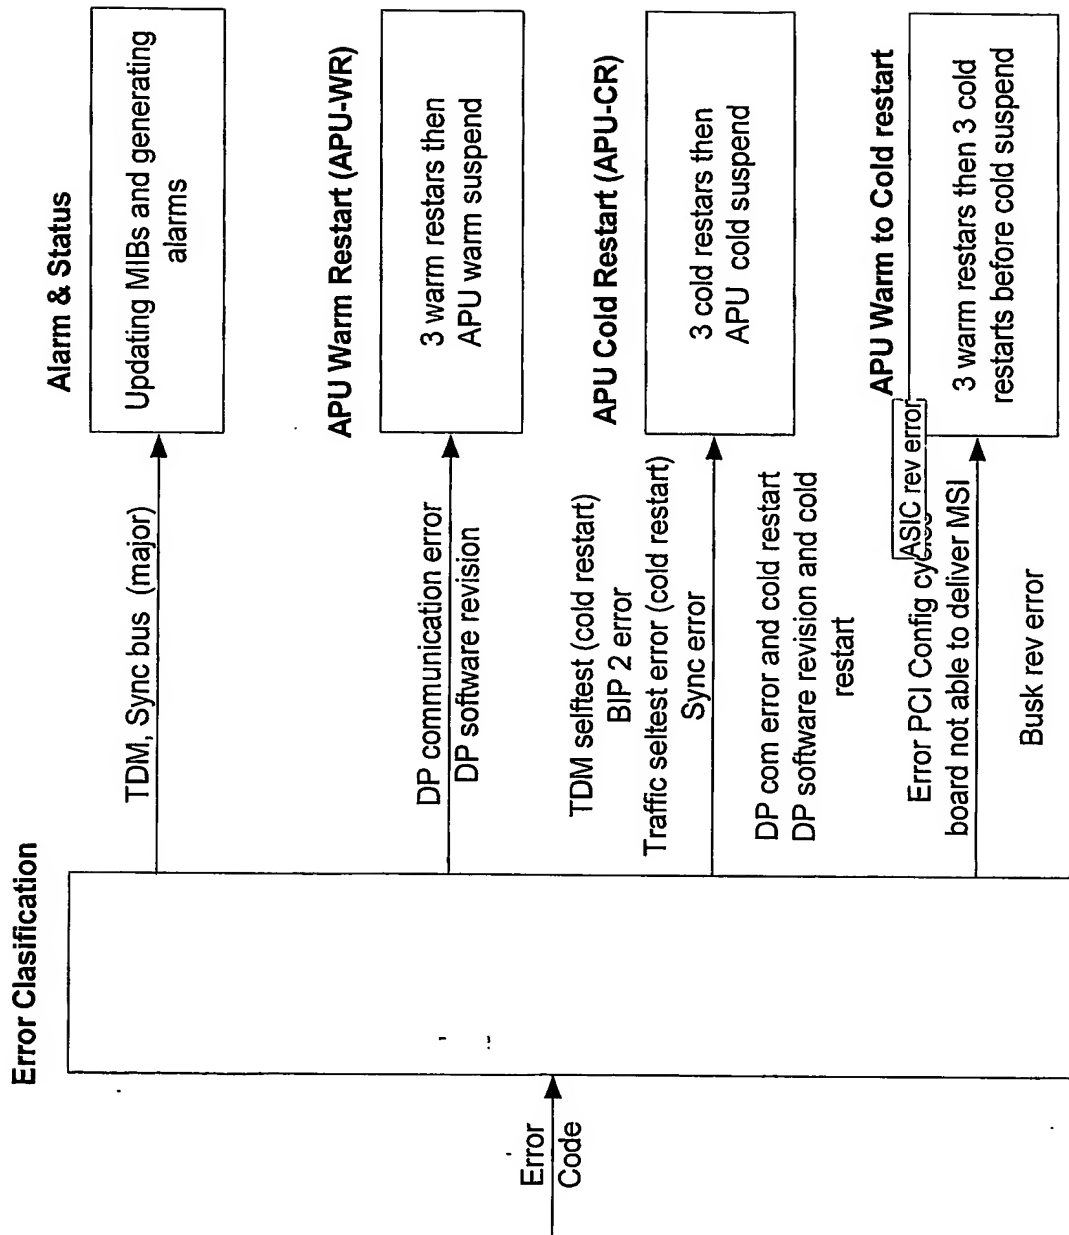 Error Clasification
Error
Code
Alarm & Status
TDM, Sync bus (major)
Updating MIBs and generating
alarms
APU Warm Restart (APU-WR)
DP communication error
DP software revision
3 warm restars then
APU warm suspend
APU Cold Restart (APU-CR)
TDM selftest (cold restart)
BIP 2 error
Traffic seltest error (cold restart)
Sync error
DP com error and cold restart
DP software revision and cold
restart
3 cold restars then
APU cold suspend
APU Warm to Cold restart
ASIC rev error
Error PCI Config
board not able to deliver MSI
Busk rev error
3 warm restars then 3 cold
restarts before cold suspend